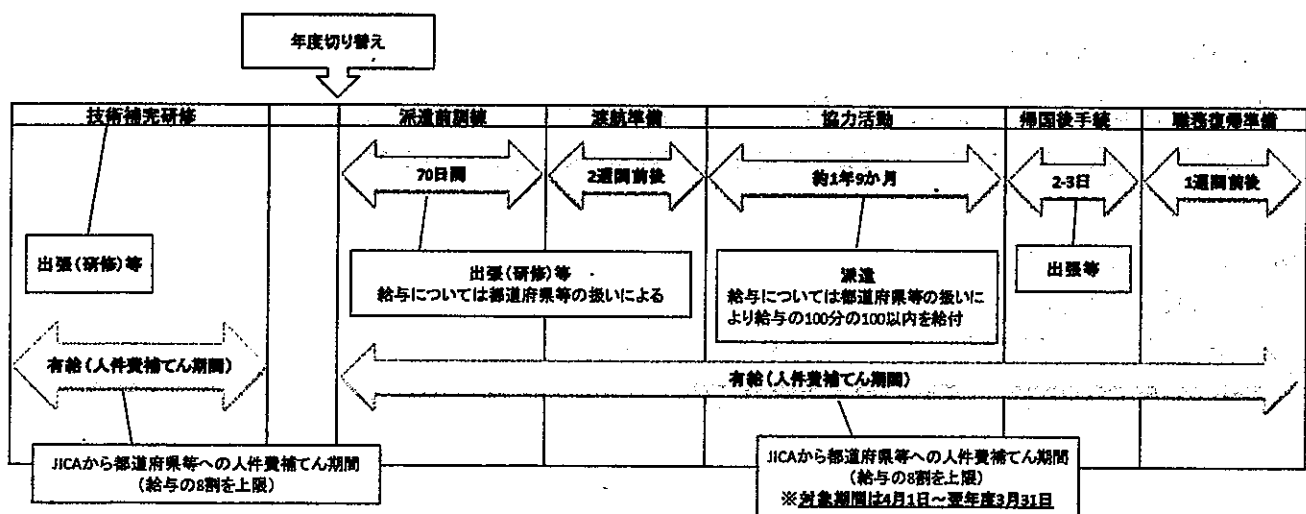 年度切り替え
技術補完研修
派遣前訓練
渡航準備
協力活動
帰国後手続
職務復帰準備
70日間
2週間前後
約1年9か月
2-3日
1週間前後
出張(研修)等
出張(研修)等
給与については都道府県等の扱いによる
派遣
給与については都道府県等の扱いに
より給与の100分の100以内を給付
出張等
有給(人件費補てん期間)
有給(人件費補てん期間)
JICAから都道府県等への人件費補てん期間
(給与の8割を上限)
JICAから都道府県等への人件費補てん期間
(給与の8割を上限)
※対象期間は4月1日~翌年度3月31日